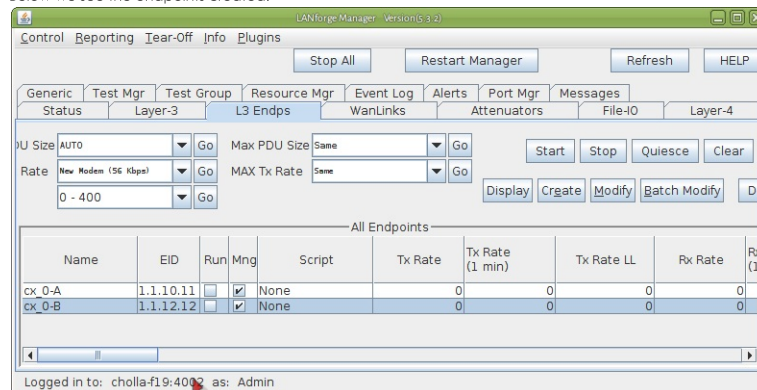 LANforge Manager Version(5.3.2)
Control Reporting Tear-Off Info Plugins
Stop All Restart Manager Refresh HELP
Generic Test Mgr Test Group Resource Mgr Event Log Alerts Port Mgr Messages
Status Layer-3 L3 Endps WanLinks Attenuators File-IO Layer-4
DU Size AUTO Go Max PDU Size Same Go Start Stop Quiesce Clear
Rate New Modem (56 Kbps) Go MAX Tx Rate Same Go
0 - 400 Go Display Create Modify Batch Modify D
All Endpoints
Name EID Run Mng Script Tx Rate Tx Rate (1 min) Tx Rate LL Rx Rate
cx_0-A 1.1.10.11 None 0 0 0 0
cx_0-B 1.1.12.12 None 0 0 0 0
Logged in to: cholla-f19:4002 as: Admin